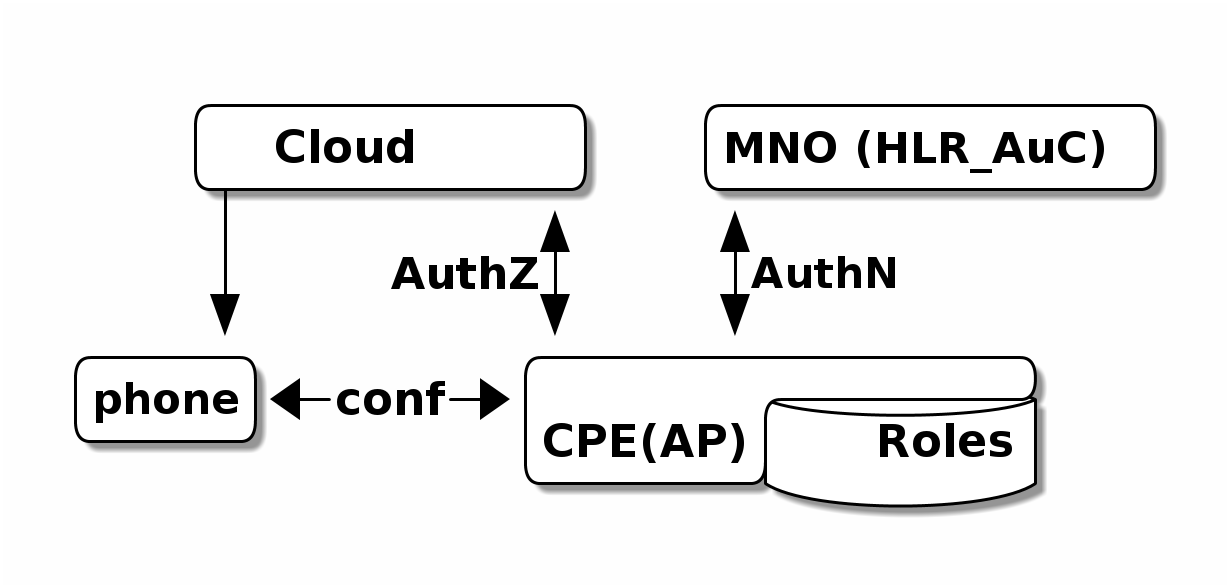 Cloud
MNO (HLR_AuC)
AuthZ
AuthN
phone
conf
CPE(AP)
Roles